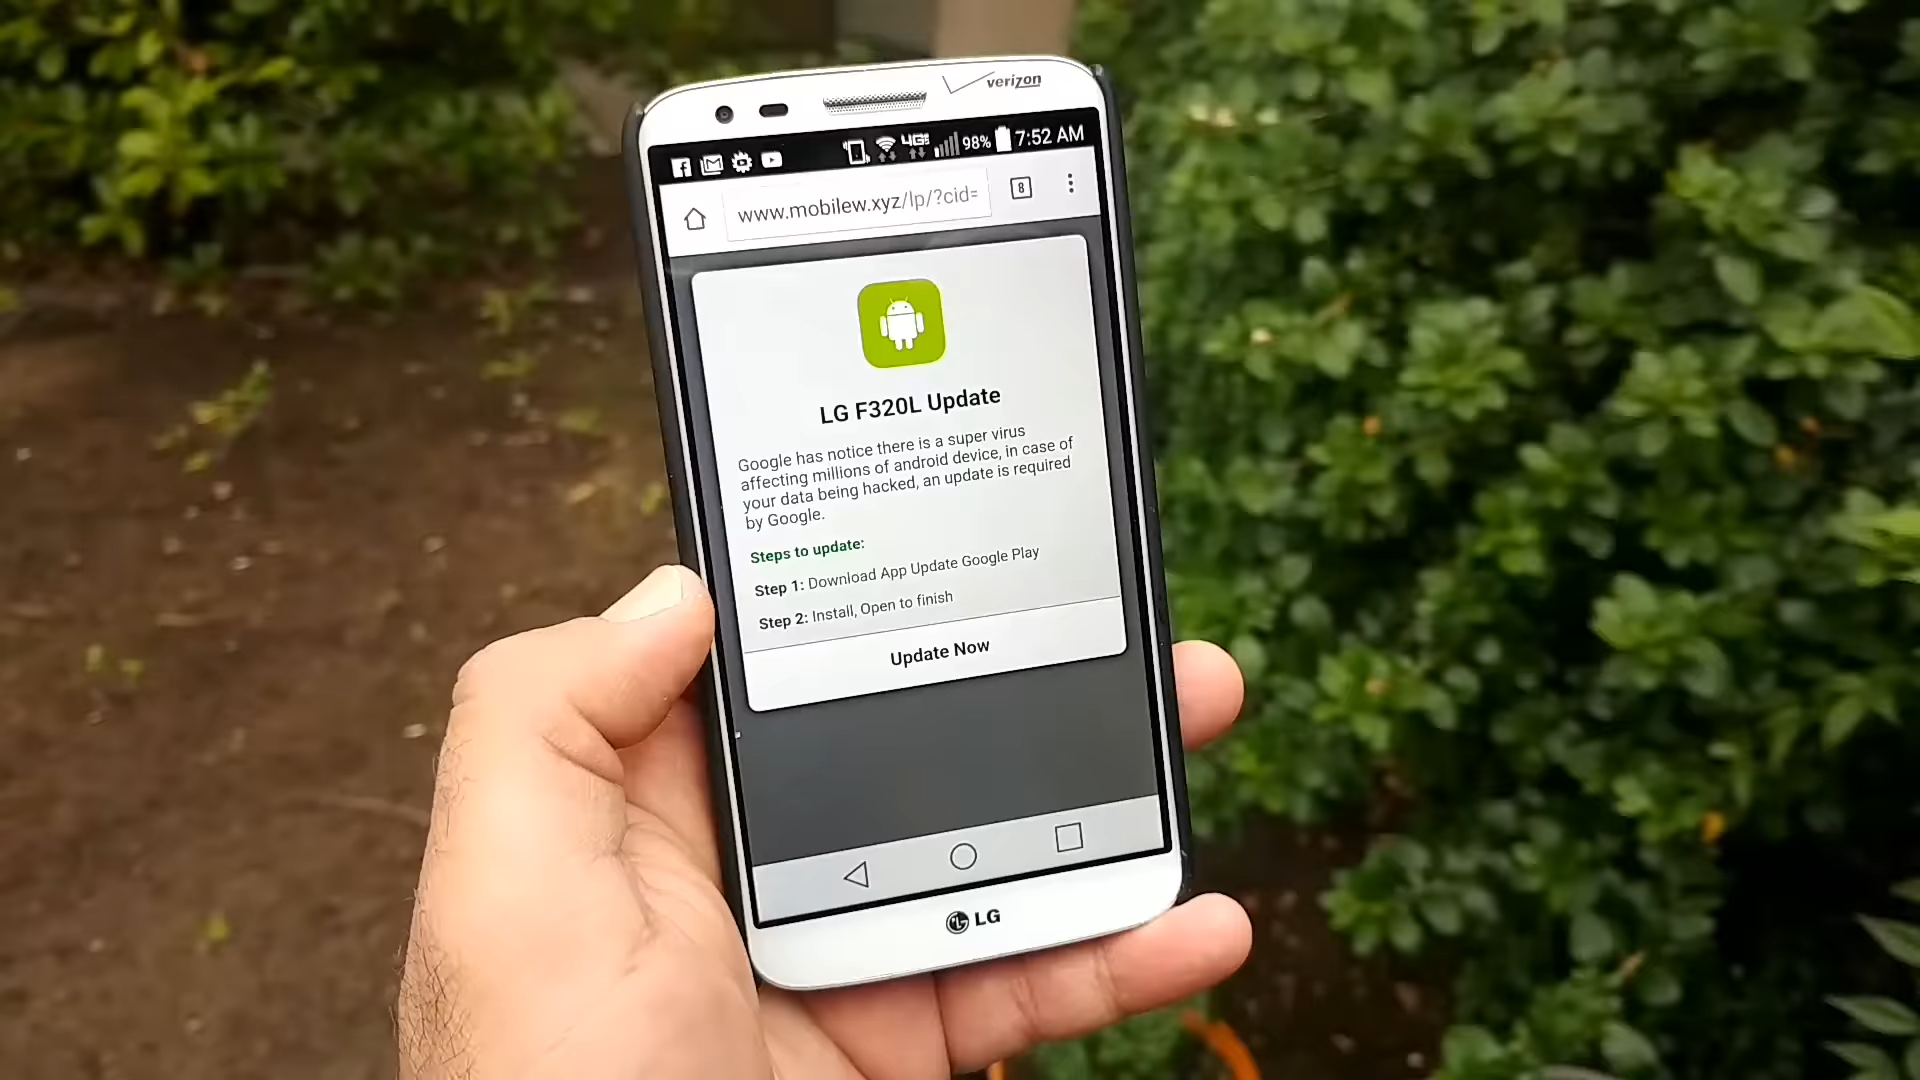 verizon
4G 98% 7:52 AM
www.mobilew.xyz/lp/?cid=
8
LG F320L Update
Google has notice there is a super virus
affecting millions of android device, in case of
your data being hacked, an update is required
by Google.
Steps to update:
Step 1: Download App Update Google Play
Step 2: Install, Open to finish
Update Now
LG